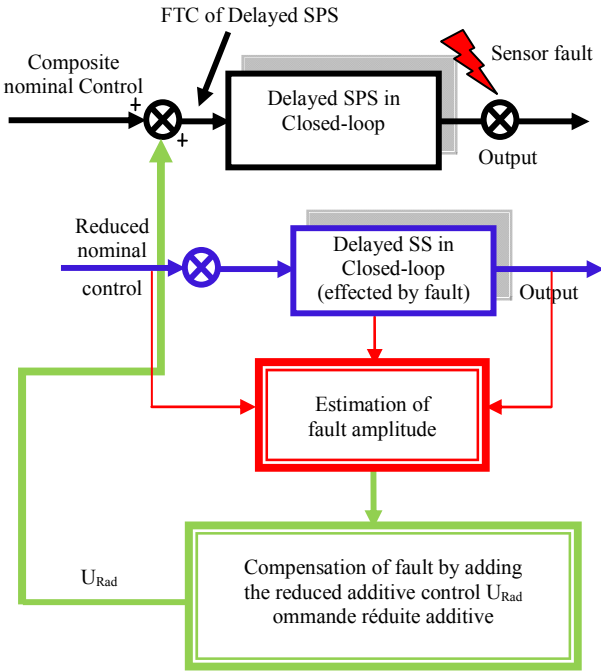 FTC of Delayed SPS
Composite
nominal Control
Sensor fault
+
+
Delayed SPS in
Closed-loop
Output
Reduced
nominal
control
Delayed SS in
Closed-loop
(effected by fault)
Output
Estimation of
fault amplitude
URad
Compensation of fault by adding
the reduced additive control URad
ommande réduite additive